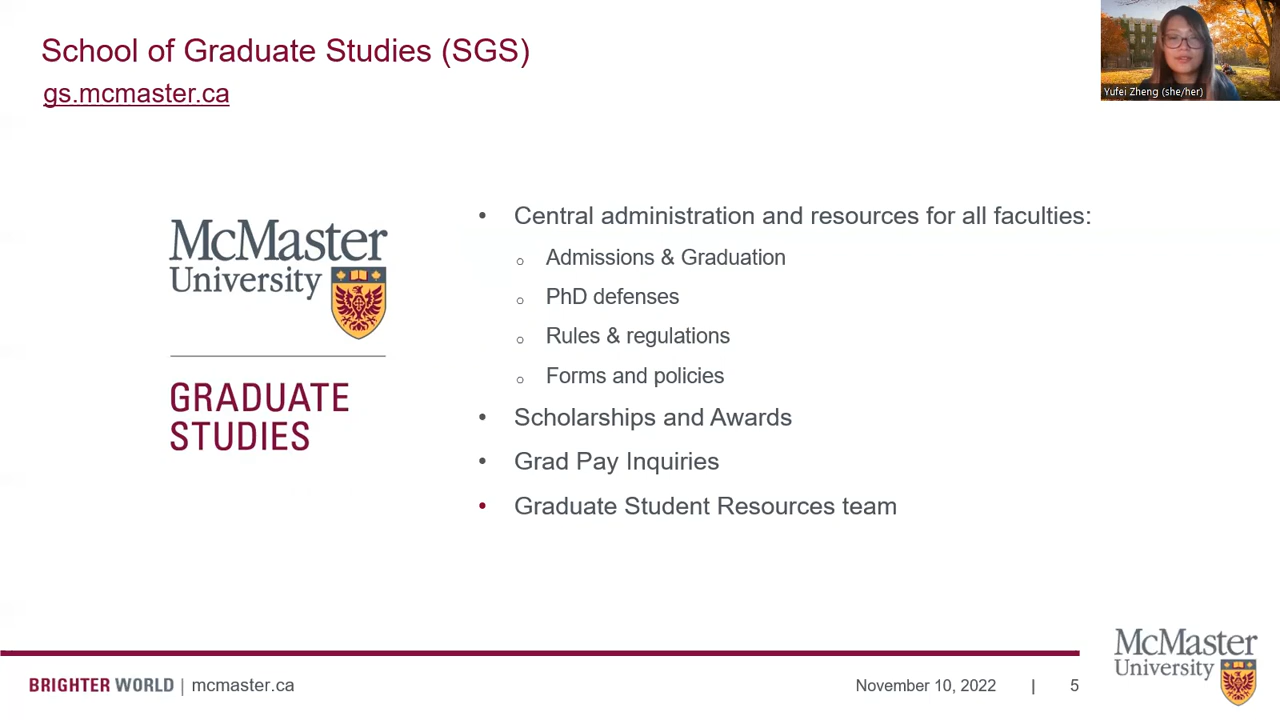 School of Graduate Studies (SGS)
gs.mcmaster.ca
Yufei Zheng (she/her)
McMaster
University
GRADUATE
STUDIES
• Central administration and resources for all faculties:
o Admissions & Graduation
o PhD defenses
o Rules & regulations
o Forms and policies
• Scholarships and Awards
• Grad Pay Inquiries
• Graduate Student Resources team
BRIGHTER WORLD | mcmaster.ca
November 10, 2022 | 5
McMaster
University